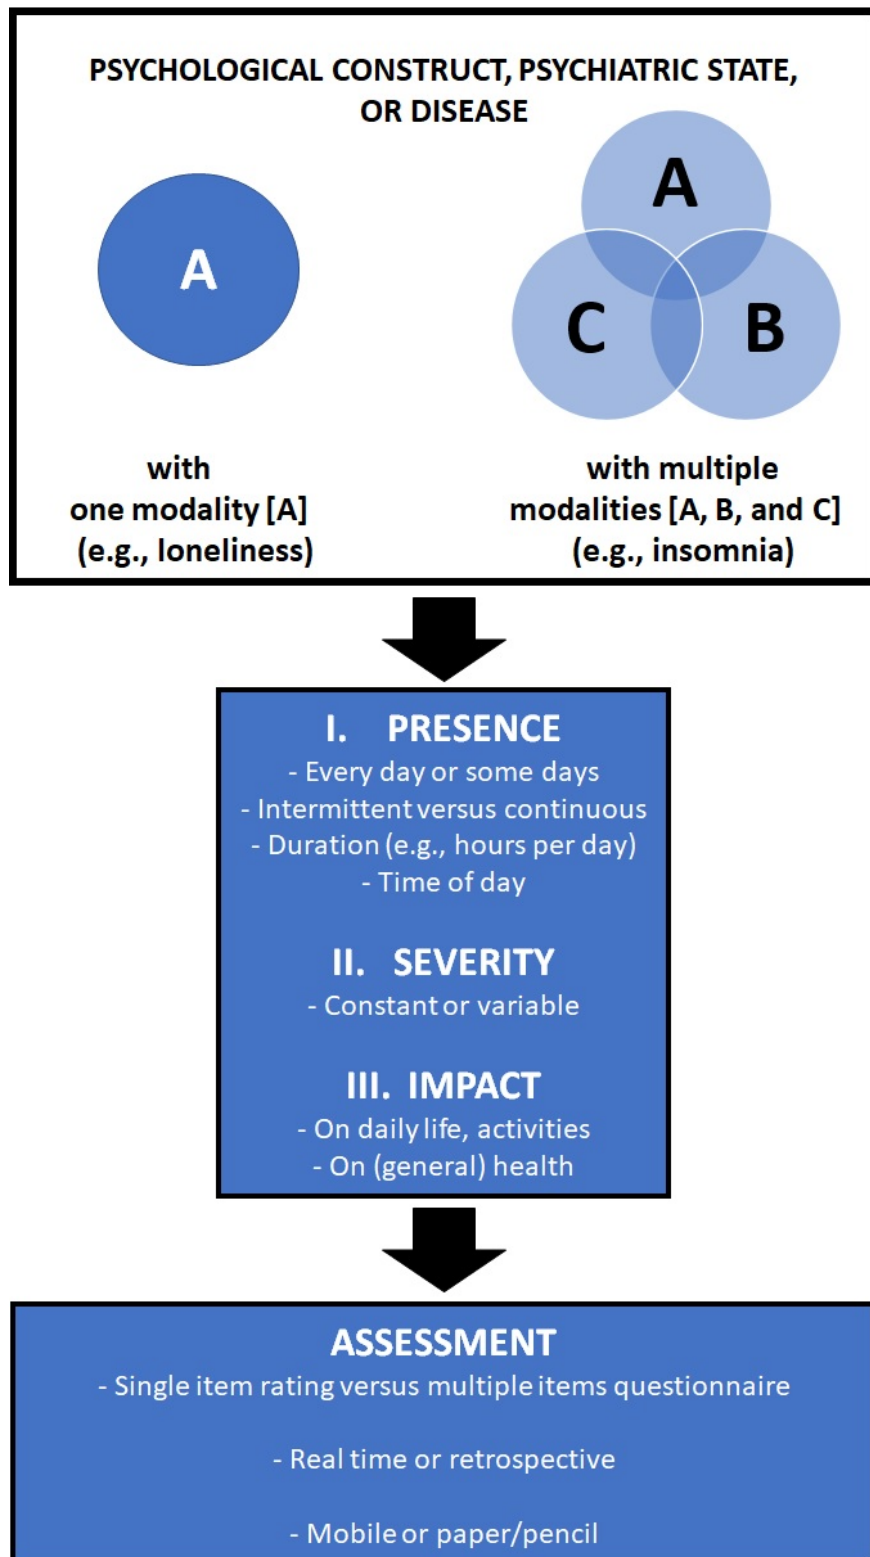 PSYCHOLOGICAL CONSTRUCT, PSYCHIATRIC STATE,
OR DISEASE
A
A
C
B
with
one modality [A]
(e.g., loneliness)
with multiple
modalities [A, B, and C]
(e.g., insomnia)
I. PRESENCE
- Every day or some days
- Intermittent versus continuous
- Duration (e.g., hours per day)
- Time of day
II. SEVERITY
- Constant or variable
III. IMPACT
- On daily life, activities
- On (general) health
ASSESSMENT
- Single item rating versus multiple items questionnaire
- Real time or retrospective
- Mobile or paper/pencil